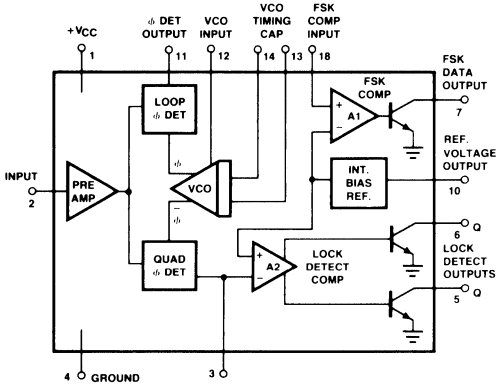 +VCC
1
ϕ DET
OUTPUT
11
VCO
INPUT
12
VCO
TIMING
CAP
14
13
FSK
COMP
INPUT
18
FSK
DATA
OUTPUT
7
FSK
COMP
+
A1
−
LOOP
ϕ DET
ϕ
VCO
−
ϕ
INPUT
2
PRE
AMP
QUAD
ϕ DET
INT.
BIAS
REF.
REF.
VOLTAGE
OUTPUT
10
+
A2
−
LOCK
DETECT
COMP
6
Q
LOCK
DETECT
OUTPUTS
5
Q
4
GROUND
3